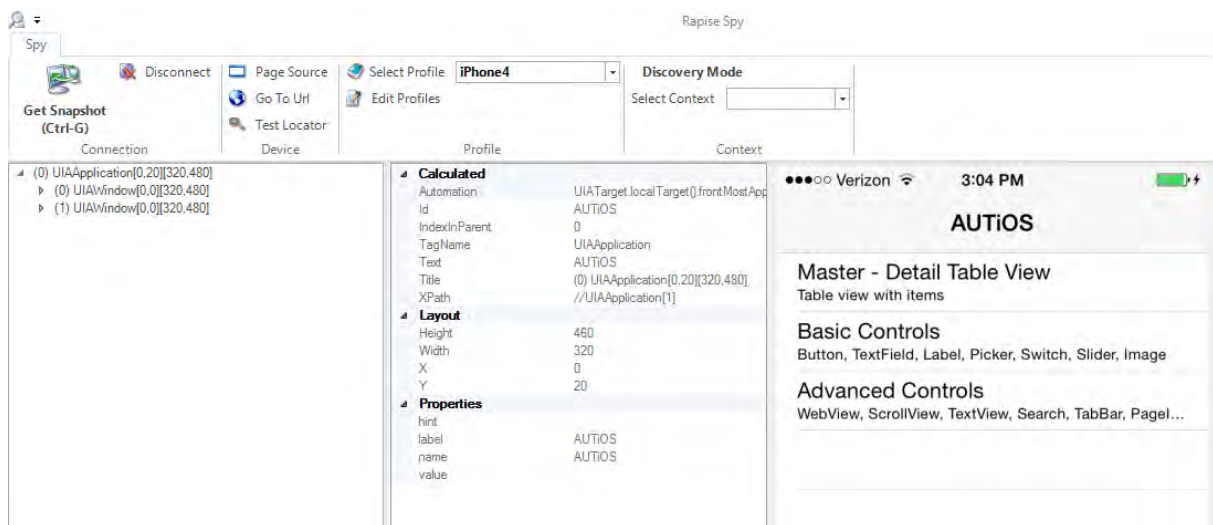 Rapise Spy
Spy
Get Snapshot
(Ctrl-G)
Disconnect
Connection
Page Source
Go To Url
Test Locator
Device
Select Profile iPhone4
Edit Profiles
Profile
Discovery Mode
Select Context
Context
(0) UIAApplication[0,20][320,480]
(0) UIAWindow[0,0][320,480]
(1) UIAWindow[0,0][320,480]
Calculated
Automation UIATarget.localTarget().frontMostApp
Id AUTiOS
IndexInParent 0
TagName UIAApplication
Text AUTiOS
Title (0) UIAApplication[0,20][320,480]
XPath //UIAApplication[1]
Layout
Height 460
Width 320
X 0
Y 20
Properties
hint
label AUTiOS
name AUTiOS
value
Verizon 3:04 PM
AUTiOS
Master - Detail Table View
Table view with items
Basic Controls
Button, TextField, Label, Picker, Switch, Slider, Image
Advanced Controls
WebView, ScrollView, TextView, Search, TabBar, PageI...